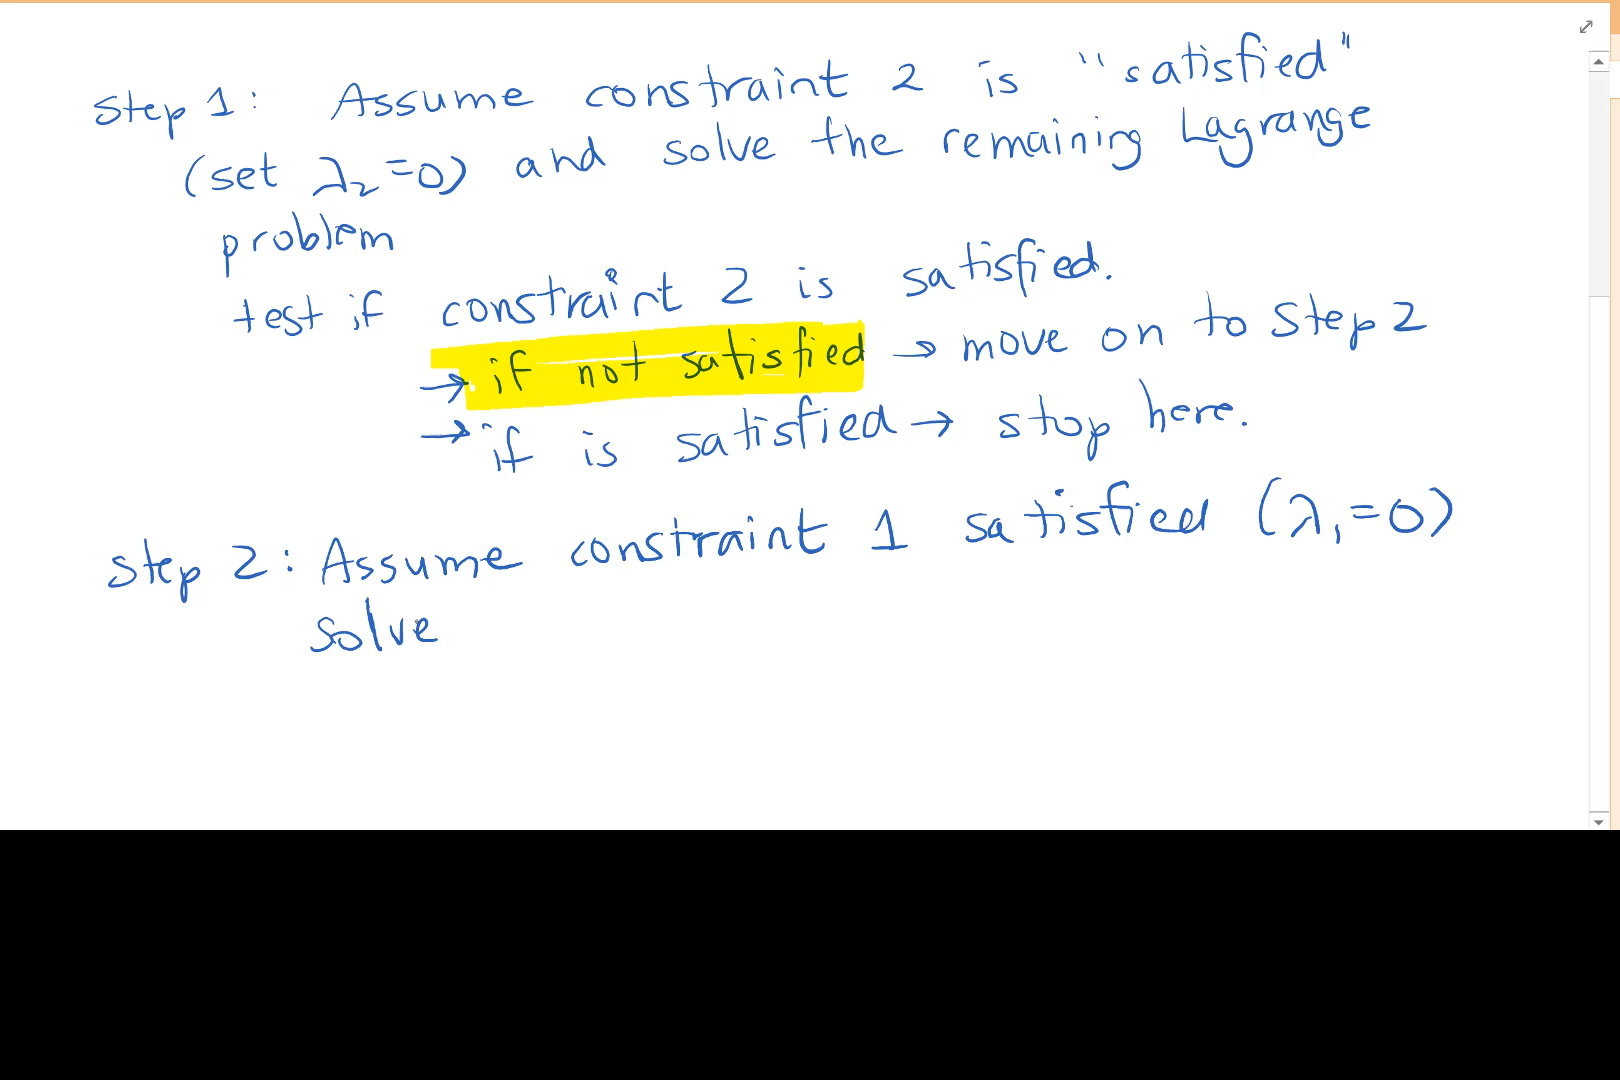 Step 1: Assume constraint 2 is "satisfied"
(set λ₂=0) and solve the remaining Lagrange
problem
test if constraint 2 is satisfied.
→ if not satisfied → move on to Step 2
→ if is satisfied → stop here.
Step 2: Assume constraint 1 satisfied (λ₁=0)
solve